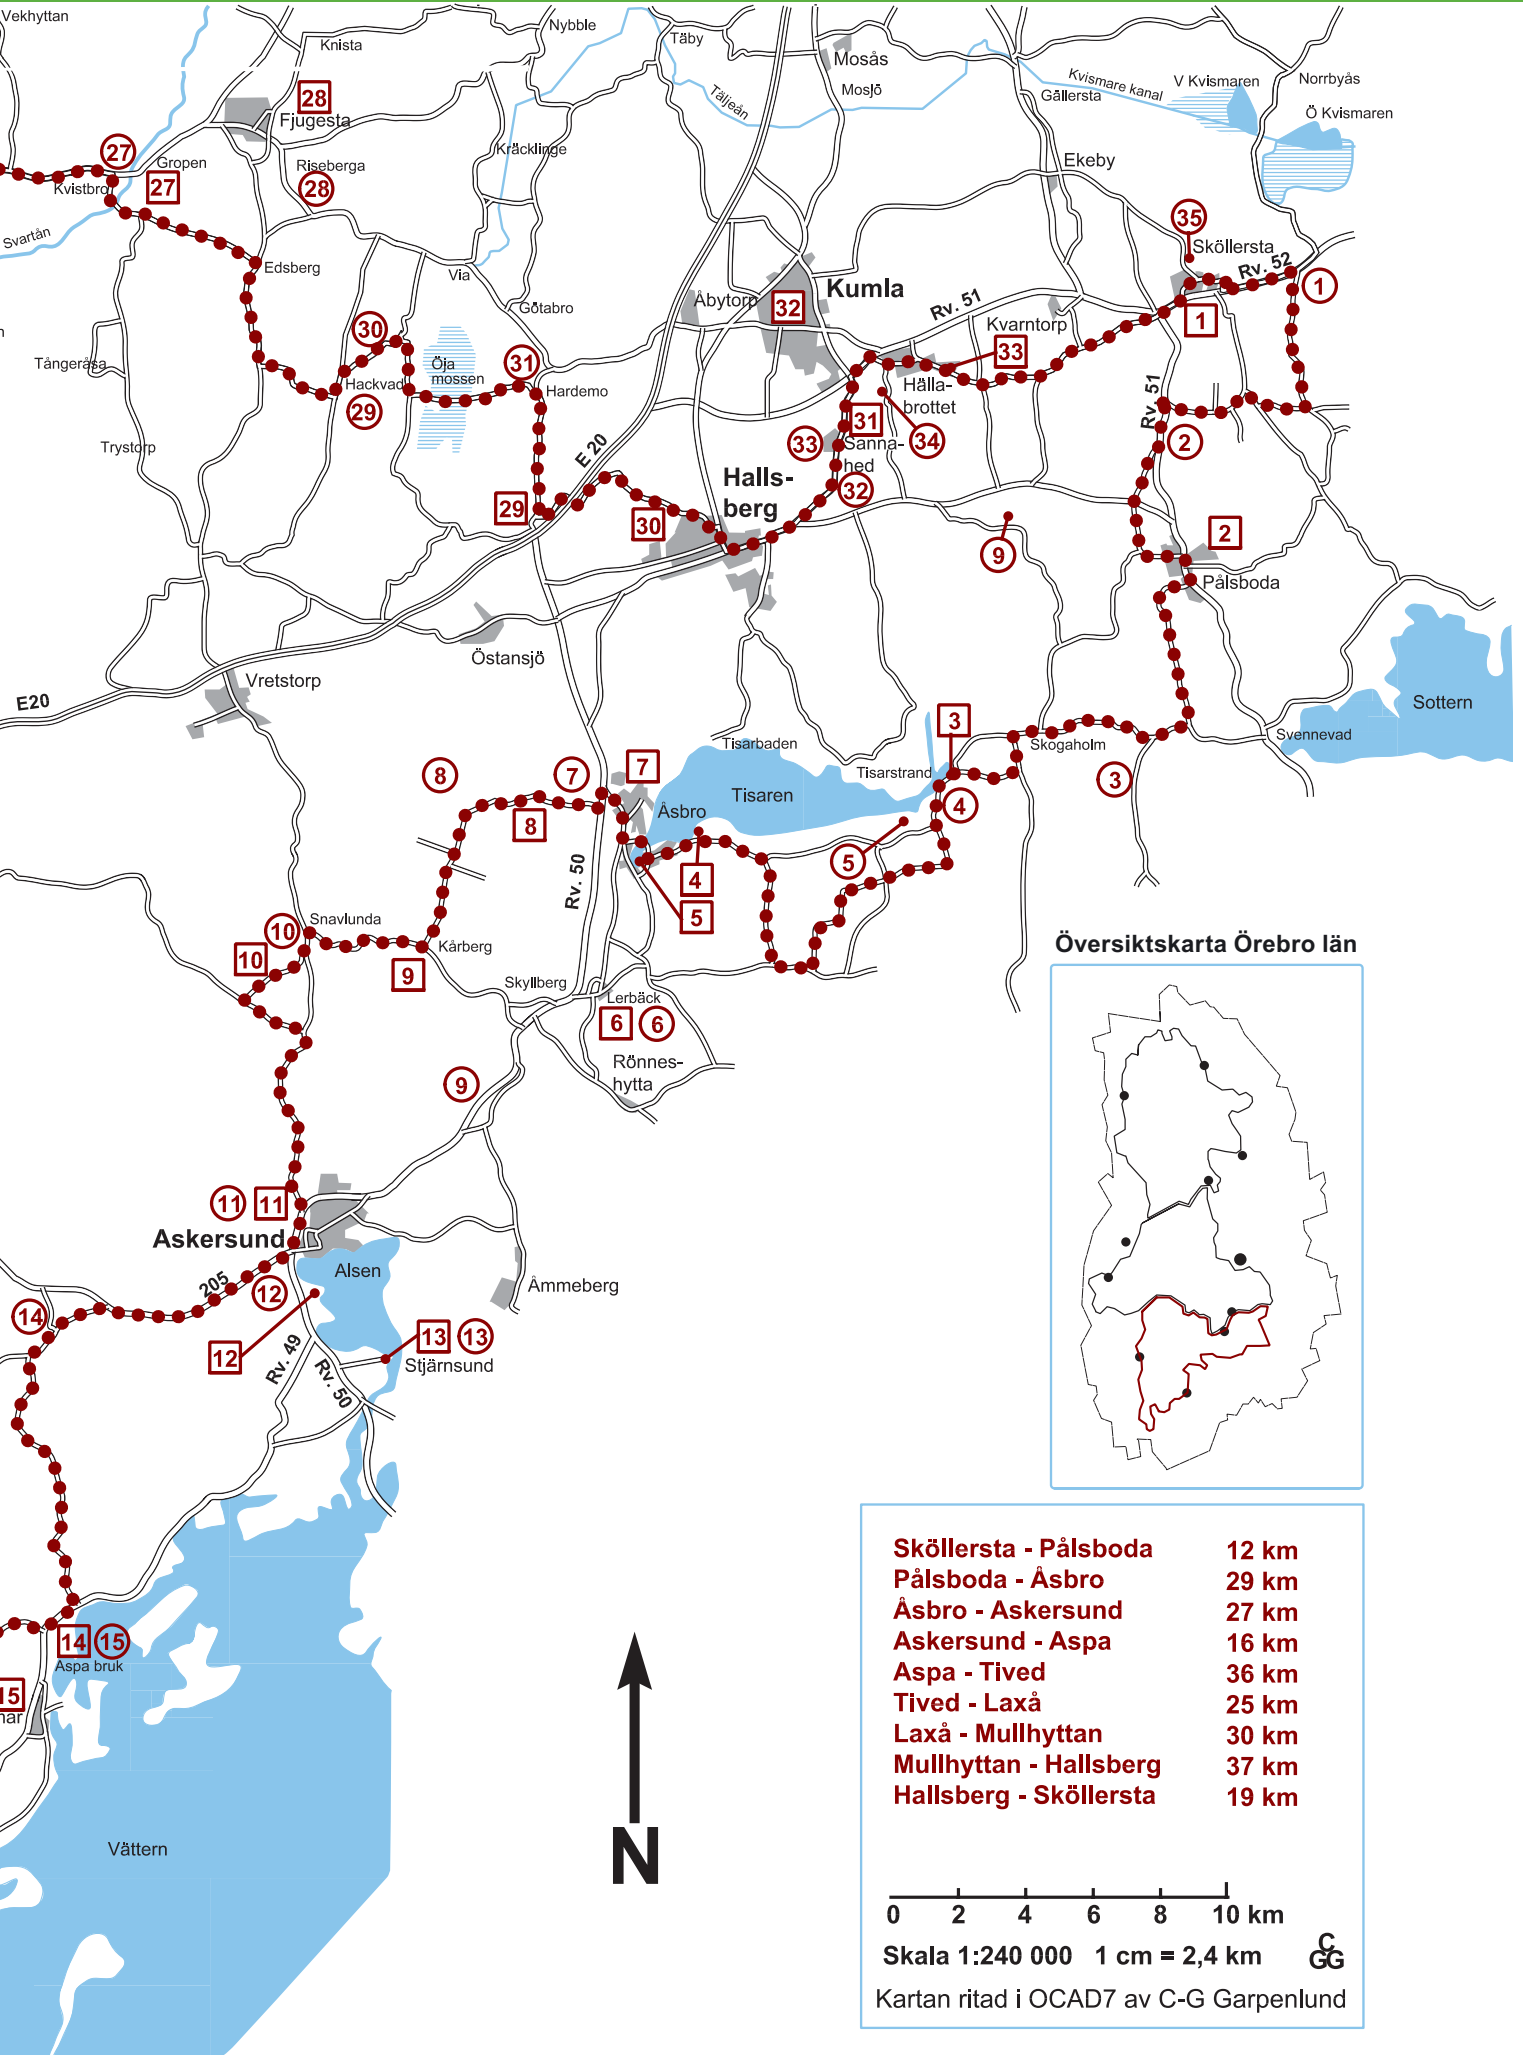 Vekhyttan
Knista
Nybble
Täby
Mosås
Mosjö
Täljeån
Kvismare kanal
Gällersta
V Kvismaren
Norrbyås
Ö Kvismaren
28
Fjugesta
27
Gropen
27
Kvistbro
Riseberga
28
Kräcklinge
Ekeby
Svartån
Edsberg
Via
Götabro
35
Sköllersta
Rv. 52
1
1
Åbytorp
32
Kumla
Rv. 51
Kvarntorp
33
Hälla-
brottet
Tångeråsa
30
Öja
mossen
31
Hackvad
29
Hardemo
31
34
33
Sanna-
hed
32
Rv. 51
2
Trystorp
E 20
29
30
Halls-
berg
9
2
Pålsboda
Östansjö
Vretstorp
E20
Sottern
Svennevad
3
Skogaholm
3
Tisarbaden
Tisarstrand
Tisaren
4
5
8
7
7
8
Åsbro
4
5
Rv. 50
Snavlunda
10
10
Kårberg
9
Skyllberg
Lerbäck
6
6
Rönnes-
hytta
9
Översiktskarta Örebro län
11
11
Askersund
Alsen
Åmmeberg
205
12
14
12
13
13
Stjärnsund
Rv. 49
Rv. 50
14
15
Aspa bruk
15
Vättern
N
Sköllersta - Pålsboda 12 km
Pålsboda - Åsbro 29 km
Åsbro - Askersund 27 km
Askersund - Aspa 16 km
Aspa - Tived 36 km
Tived - Laxå 25 km
Laxå - Mullhyttan 30 km
Mullhyttan - Hallsberg 37 km
Hallsberg - Sköllersta 19 km
0 2 4 6 8 10 km
Skala 1:240 000 1 cm = 2,4 km
C
GG
Kartan ritad i OCAD7 av C-G Garpenlund